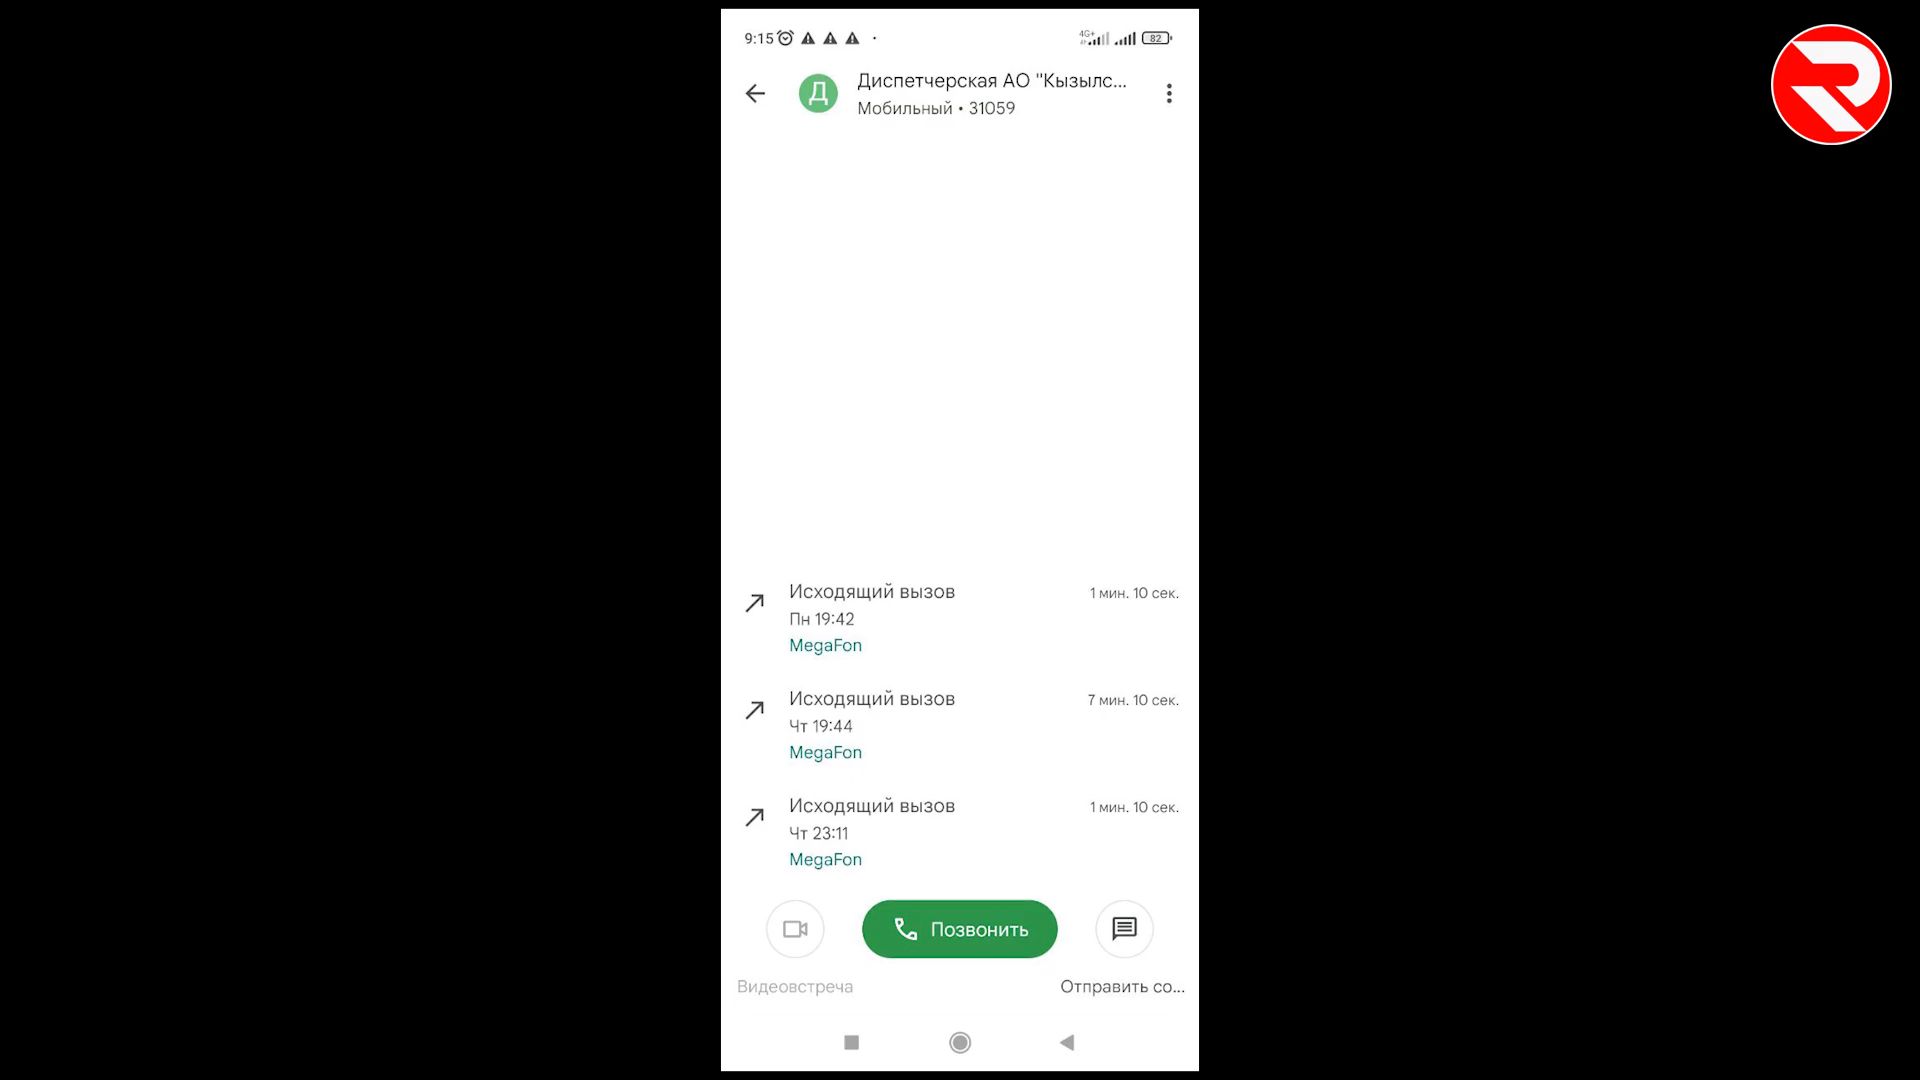 9:15
4G+
82
Д
Диспетчерская АО "Кызылс...
Мобильный • 31059
Исходящий вызов
1 мин. 10 сек.
Пн 19:42
MegaFon
Исходящий вызов
7 мин. 10 сек.
Чт 19:44
MegaFon
Исходящий вызов
1 мин. 10 сек.
Чт 23:11
MegaFon
Позвонить
Видеовстреча
Отправить со...